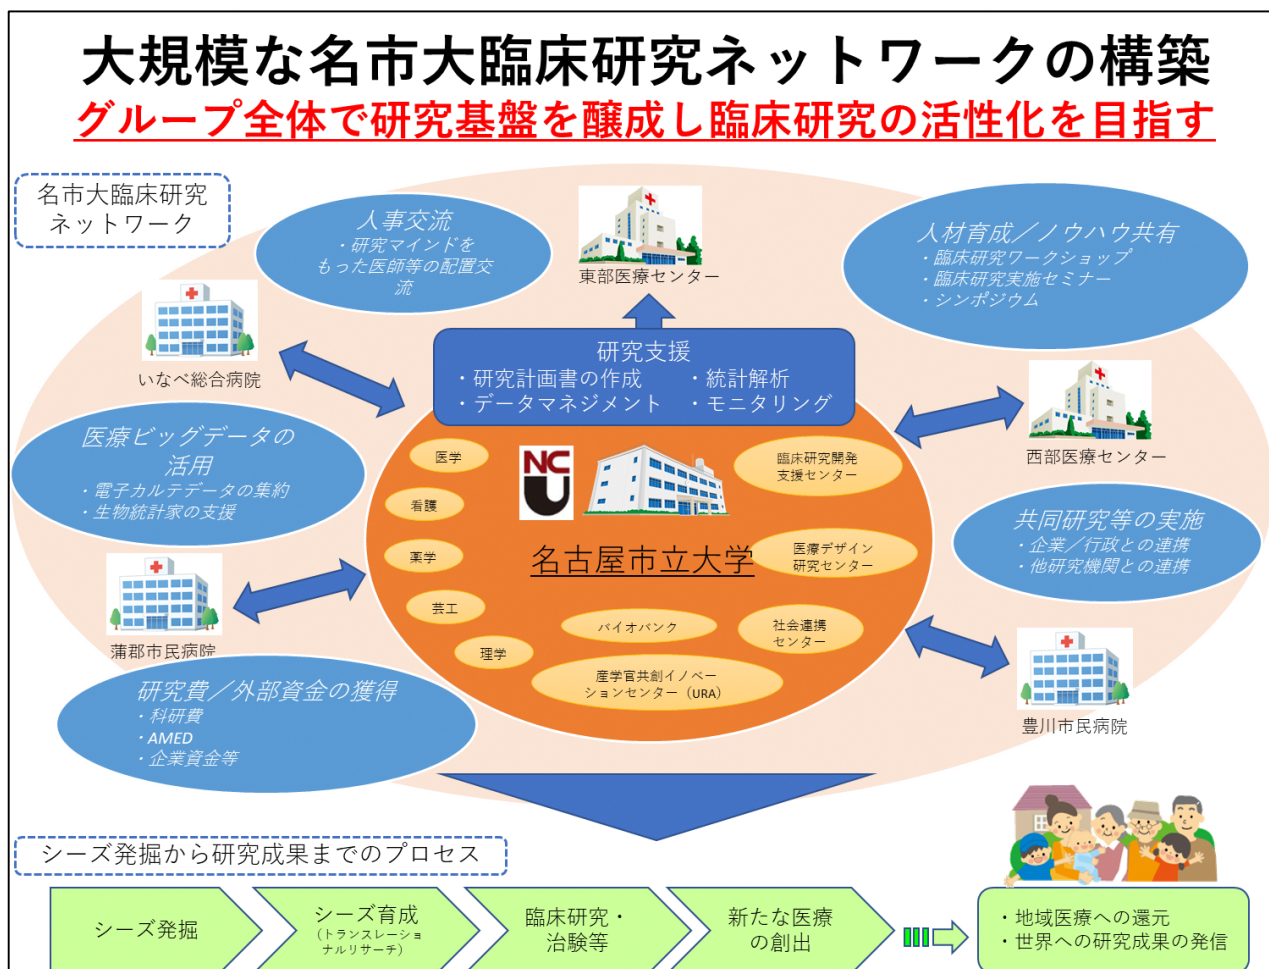 大規模な名市大臨床研究ネットワークの構築
グループ全体で研究基盤を醸成し臨床研究の活性化を目指す
名市大臨床研究
ネットワーク
人事交流
・研究マインドを
もった医師等の配置交
流
東部医療センター
人材育成／ノウハウ共有
・臨床研究ワークショップ
・臨床研究実施セミナー
・シンポジウム
いなべ総合病院
研究支援
・研究計画書の作成
・統計解析
・データマネジメント
・モニタリング
西部医療センター
医療ビッグデータの
活用
・電子カルテデータの集約
・生物統計家の支援
医学
看護
薬学
芸工
理学
NC
U
名古屋市立大学
臨床研究開発
支援センター
医療デザイン
研究センター
社会連携
センター
バイオバンク
産学官共創イノベー
ションセンター（URA）
共同研究等の実施
・企業／行政との連携
・他研究機関との連携
蒲郡市民病院
豊川市民病院
研究費／外部資金の獲得
・科研費
・AMED
・企業資金等
シーズ発掘から研究成果までのプロセス
シーズ発掘
シーズ育成
（トランスレーショ
ナルリサーチ）
臨床研究・
治験等
新たな医療
の創出
・地域医療への還元
・世界への研究成果の発信